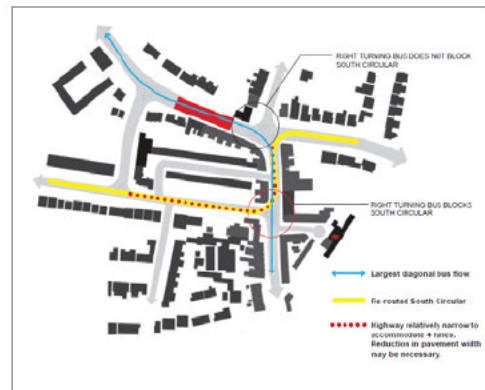 RIGHT TURNING BUS DOES NOT BLOCK
SOUTH CIRCULAR
RIGHT TURNING BUS BLOCKS
SOUTH CIRCULAR
Largest diagonal bus flow
Re-routed South Circular
Highway relatively narrow to
accommodate 4 lanes.
Reduction in pavement width
may be necessary.